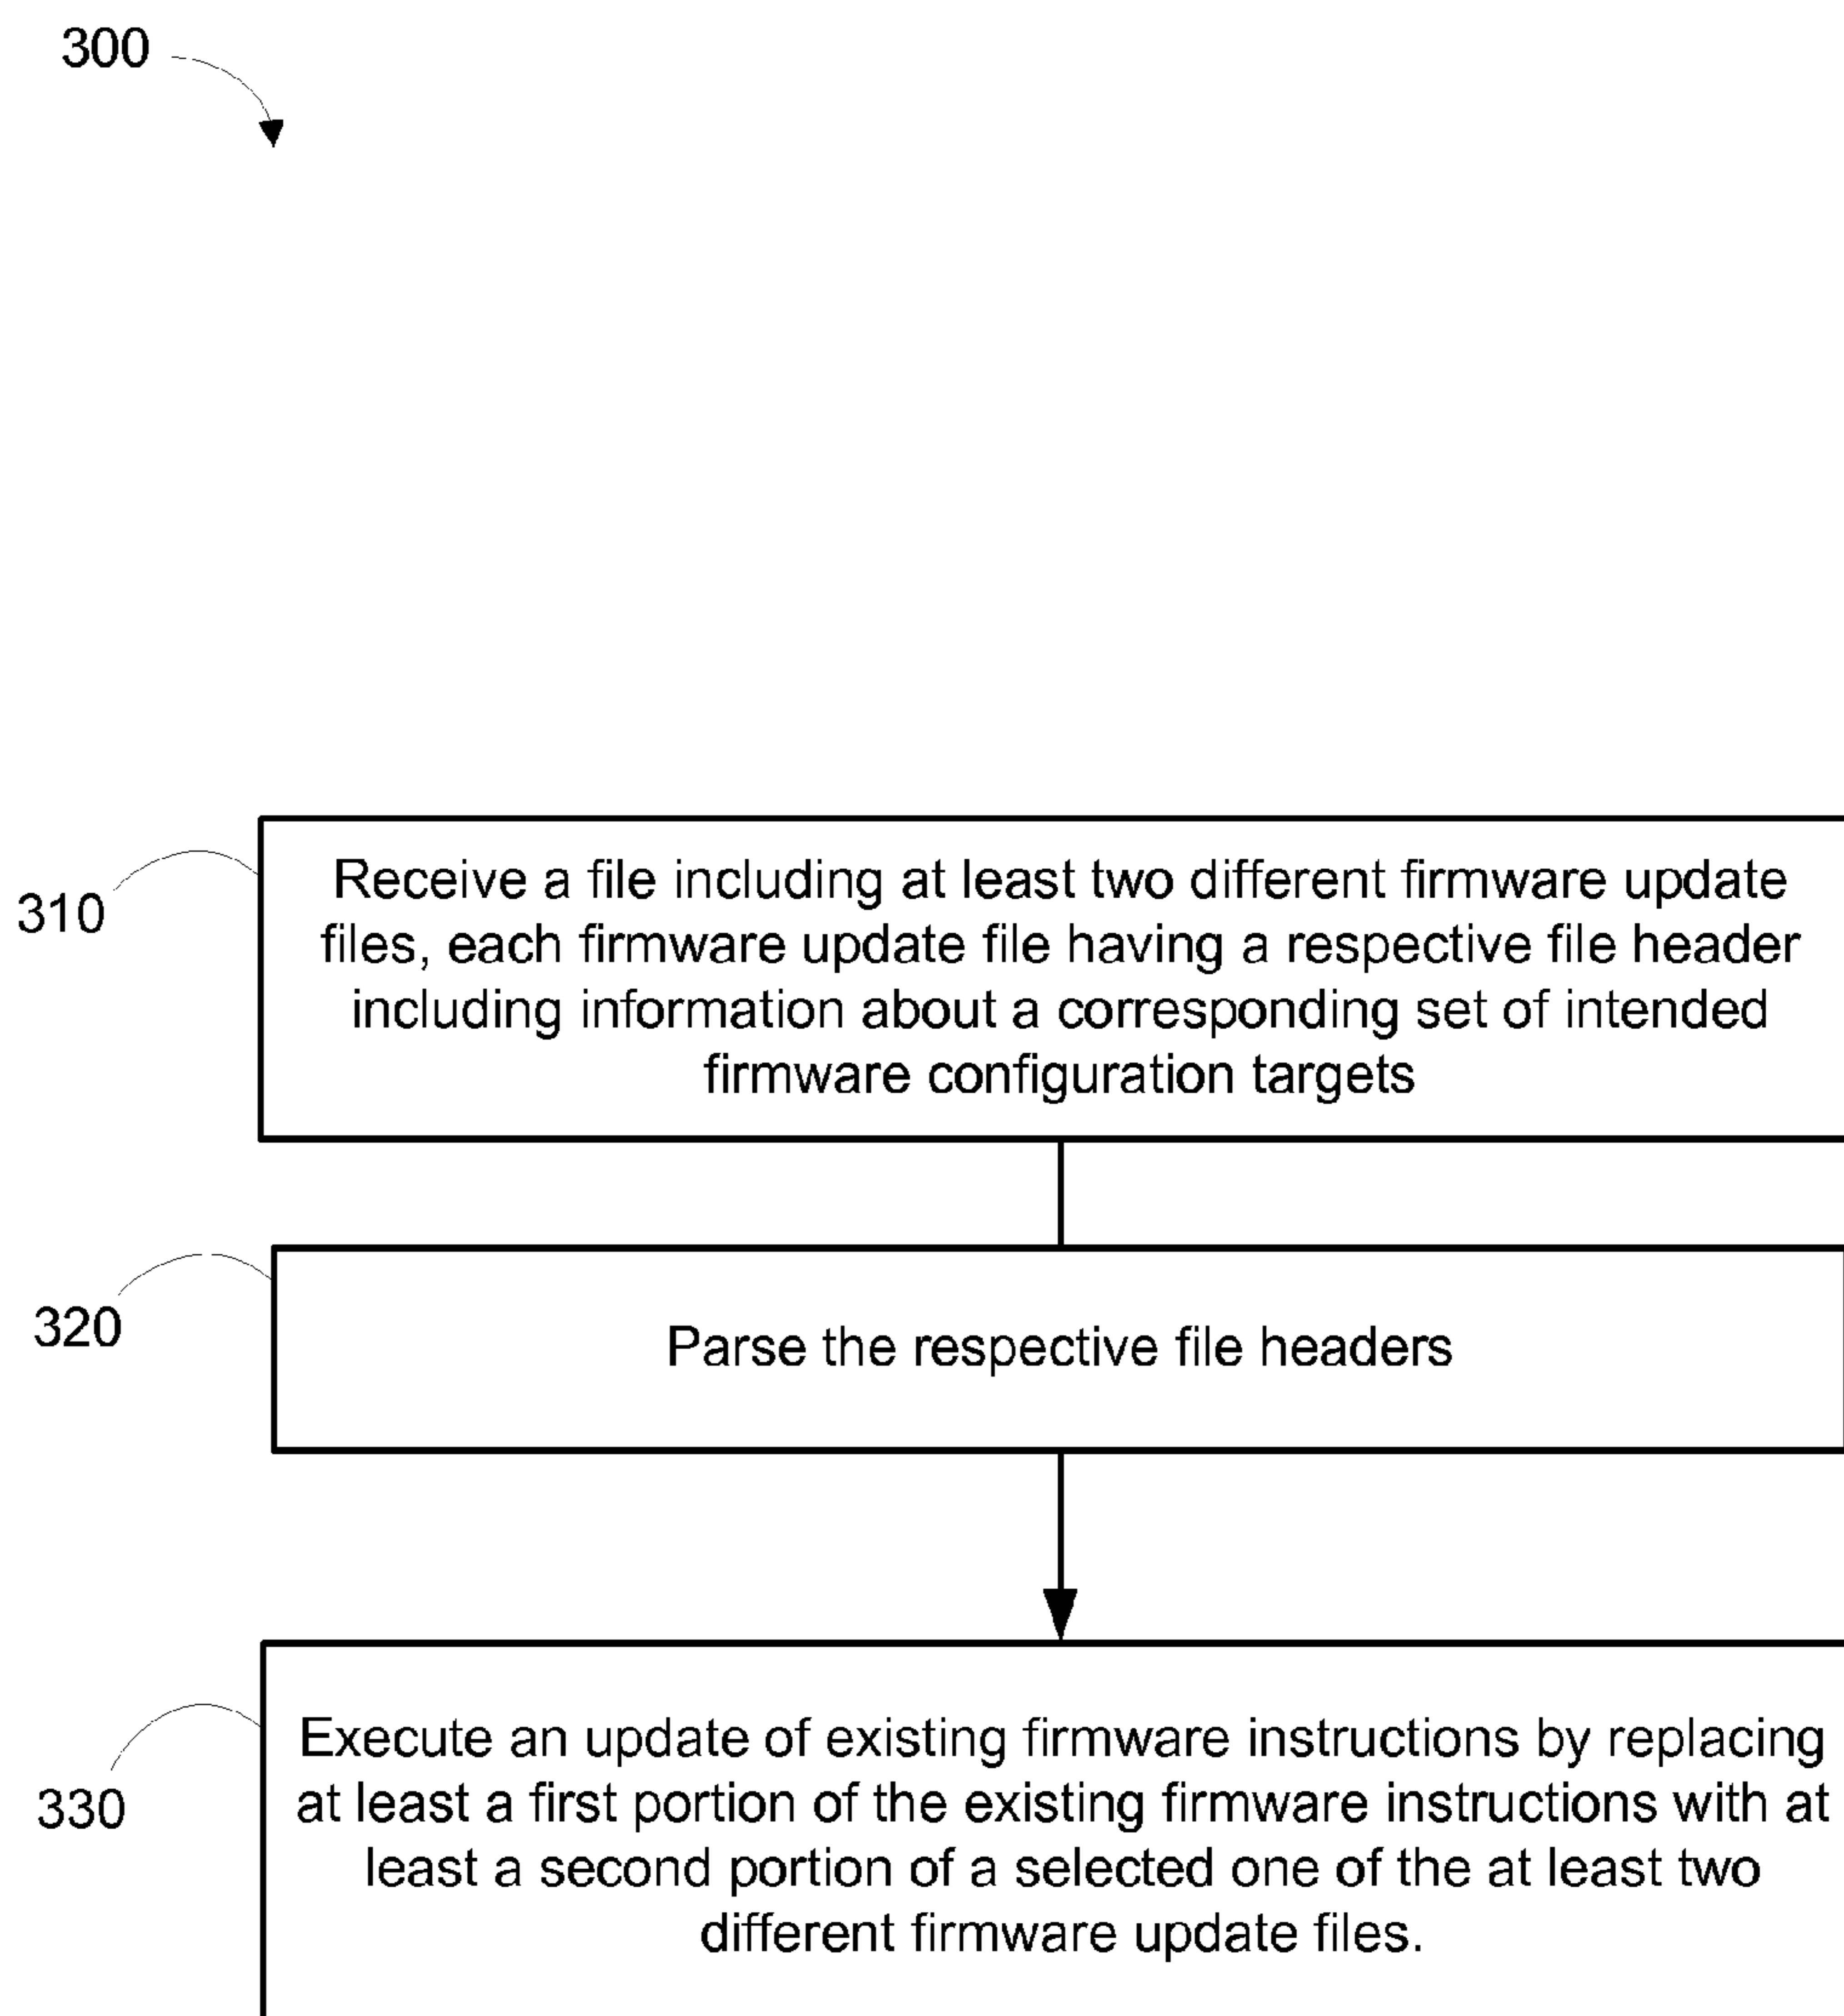 300
310
Receive a file including at least two different firmware update
files, each firmware update file having a respective file header
including information about a corresponding set of intended
firmware configuration targets
320
Parse the respective file headers
330
Execute an update of existing firmware instructions by replacing
at least a first portion of the existing firmware instructions with at
least a second portion of a selected one of the at least two
different firmware update files.